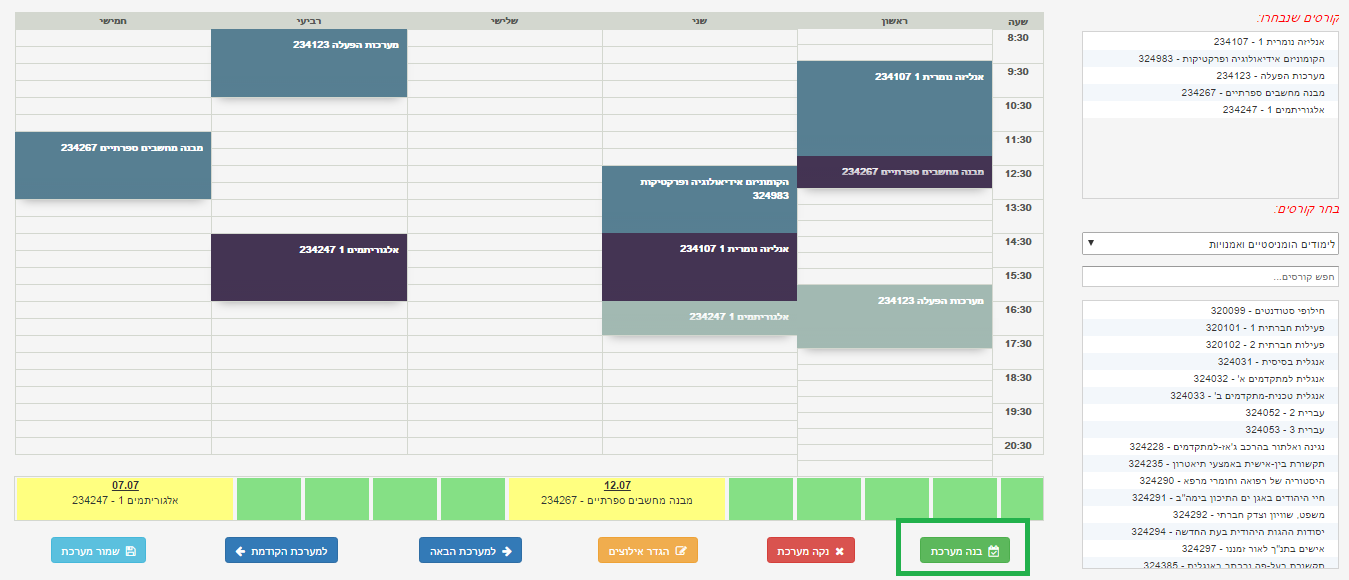 קורסים שנבחרו:
אנליזה נומרית 1 - 234107
הקומוניזם אידיאולוגיה ופרקטיקות - 324983
מערכות הפעלה - 234123
מבנה מחשבים ספרתיים - 234267
אלגוריתמים 1 - 234247
בחר קורסים:
לימודים הומניסטיים ואמנויות
חפש קורסים...
חילופי סטודנטים - 320099
פעילות חברתית 1 - 320101
פעילות חברתית 2 - 320102
אנגלית בסיסית - 324031
אנגלית למתקדמים א' - 324032
אנגלית טכנית-מתקדמים ב' - 324033
עברית 2 - 324052
עברית 3 - 324053
נגינה ואלתור בהרכב ג'אז-למתקדמים - 324228
תקשורת בין-אישית באמצעי תיאטרון - 324235
היסטוריה של רפואה וחומרי מרפא - 324290
חיי היהודים באגן ים התיכון בימה"ב - 324291
משפט, שוויון וצדק חברתי - 324292
יסודות ההגות היהודית בעת החדשה - 324294
אישים בתנ"ך לאור זמננו - 324297
תקשורת בעל-פה ובכתב באנגלית - 324385
שעה ראשון שני שלישי רביעי חמישי
8:30
9:30
10:30
11:30
12:30
13:30
14:30
15:30
16:30
17:30
18:30
19:30
20:30
אנליזה נומרית 1 234107
מבנה מחשבים ספרתיים 234267
מערכות הפעלה 234123
הקומוניזם אידיאולוגיה ופרקטיקות
324983
אנליזה נומרית 1 234107
אלגוריתמים 1 234247
מערכות הפעלה 234123
אלגוריתמים 1 234247
מבנה מחשבים ספרתיים 234267
12.07
מבנה מחשבים ספרתיים - 234267
07.07
אלגוריתמים 1 - 234247
בנה מערכת
נקה מערכת
הגדר אילוצים
למערכת הבאה
למערכת הקודמת
שמור מערכת